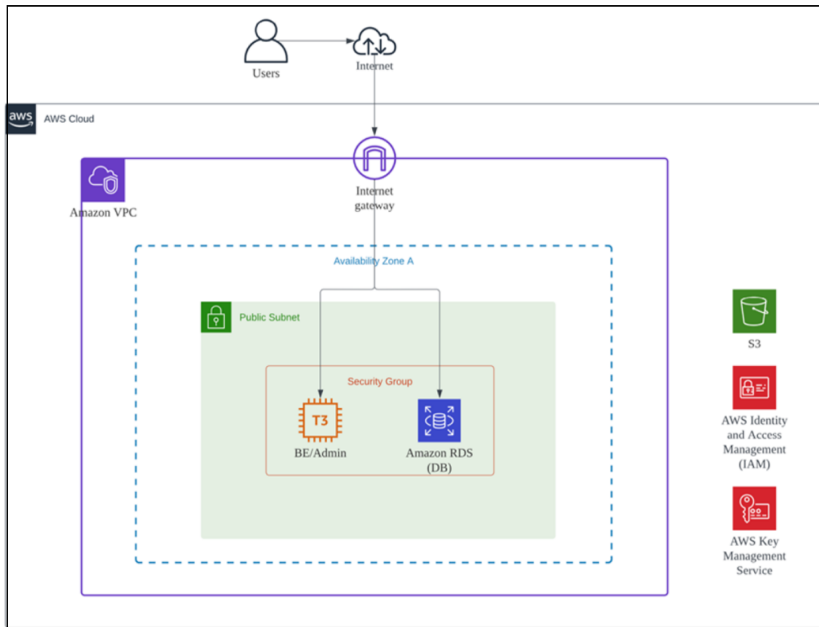 Users
Internet
aws
AWS Cloud
Internet
gateway
Amazon VPC
Availability Zone A
Public Subnet
Security Group
T3
BE/Admin
Amazon RDS
(DB)
S3
AWS Identity
and Access
Management
(IAM)
AWS Key
Management
Service